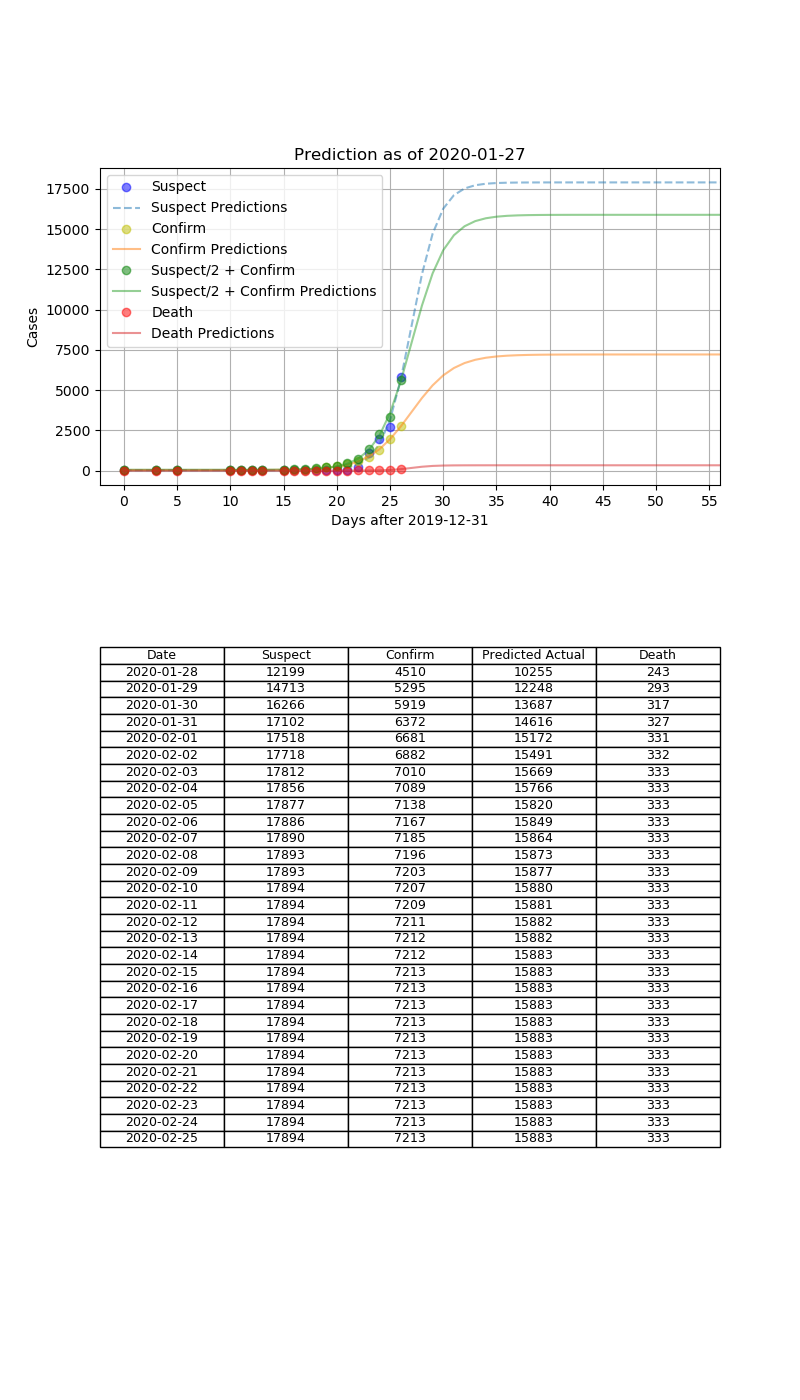 Prediction as of 2020-01-27
Cases
17500
15000
12500
10000
7500
5000
2500
0
Suspect
Suspect Predictions
Confirm
Confirm Predictions
Suspect/2 + Confirm
Suspect/2 + Confirm Predictions
Death
Death Predictions
0 5 10 15 20 25 30 35 40 45 50 55
Days after 2019-12-31
Date Suspect Confirm Predicted Actual Death
2020-01-28 12199 4510 10255 243
2020-01-29 14713 5295 12248 293
2020-01-30 16266 5919 13687 317
2020-01-31 17102 6372 14616 327
2020-02-01 17518 6681 15172 331
2020-02-02 17718 6882 15491 332
2020-02-03 17812 7010 15669 333
2020-02-04 17856 7089 15766 333
2020-02-05 17877 7138 15820 333
2020-02-06 17886 7167 15849 333
2020-02-07 17890 7185 15864 333
2020-02-08 17893 7196 15873 333
2020-02-09 17893 7203 15877 333
2020-02-10 17894 7207 15880 333
2020-02-11 17894 7209 15881 333
2020-02-12 17894 7211 15882 333
2020-02-13 17894 7212 15882 333
2020-02-14 17894 7212 15883 333
2020-02-15 17894 7213 15883 333
2020-02-16 17894 7213 15883 333
2020-02-17 17894 7213 15883 333
2020-02-18 17894 7213 15883 333
2020-02-19 17894 7213 15883 333
2020-02-20 17894 7213 15883 333
2020-02-21 17894 7213 15883 333
2020-02-22 17894 7213 15883 333
2020-02-23 17894 7213 15883 333
2020-02-24 17894 7213 15883 333
2020-02-25 17894 7213 15883 333